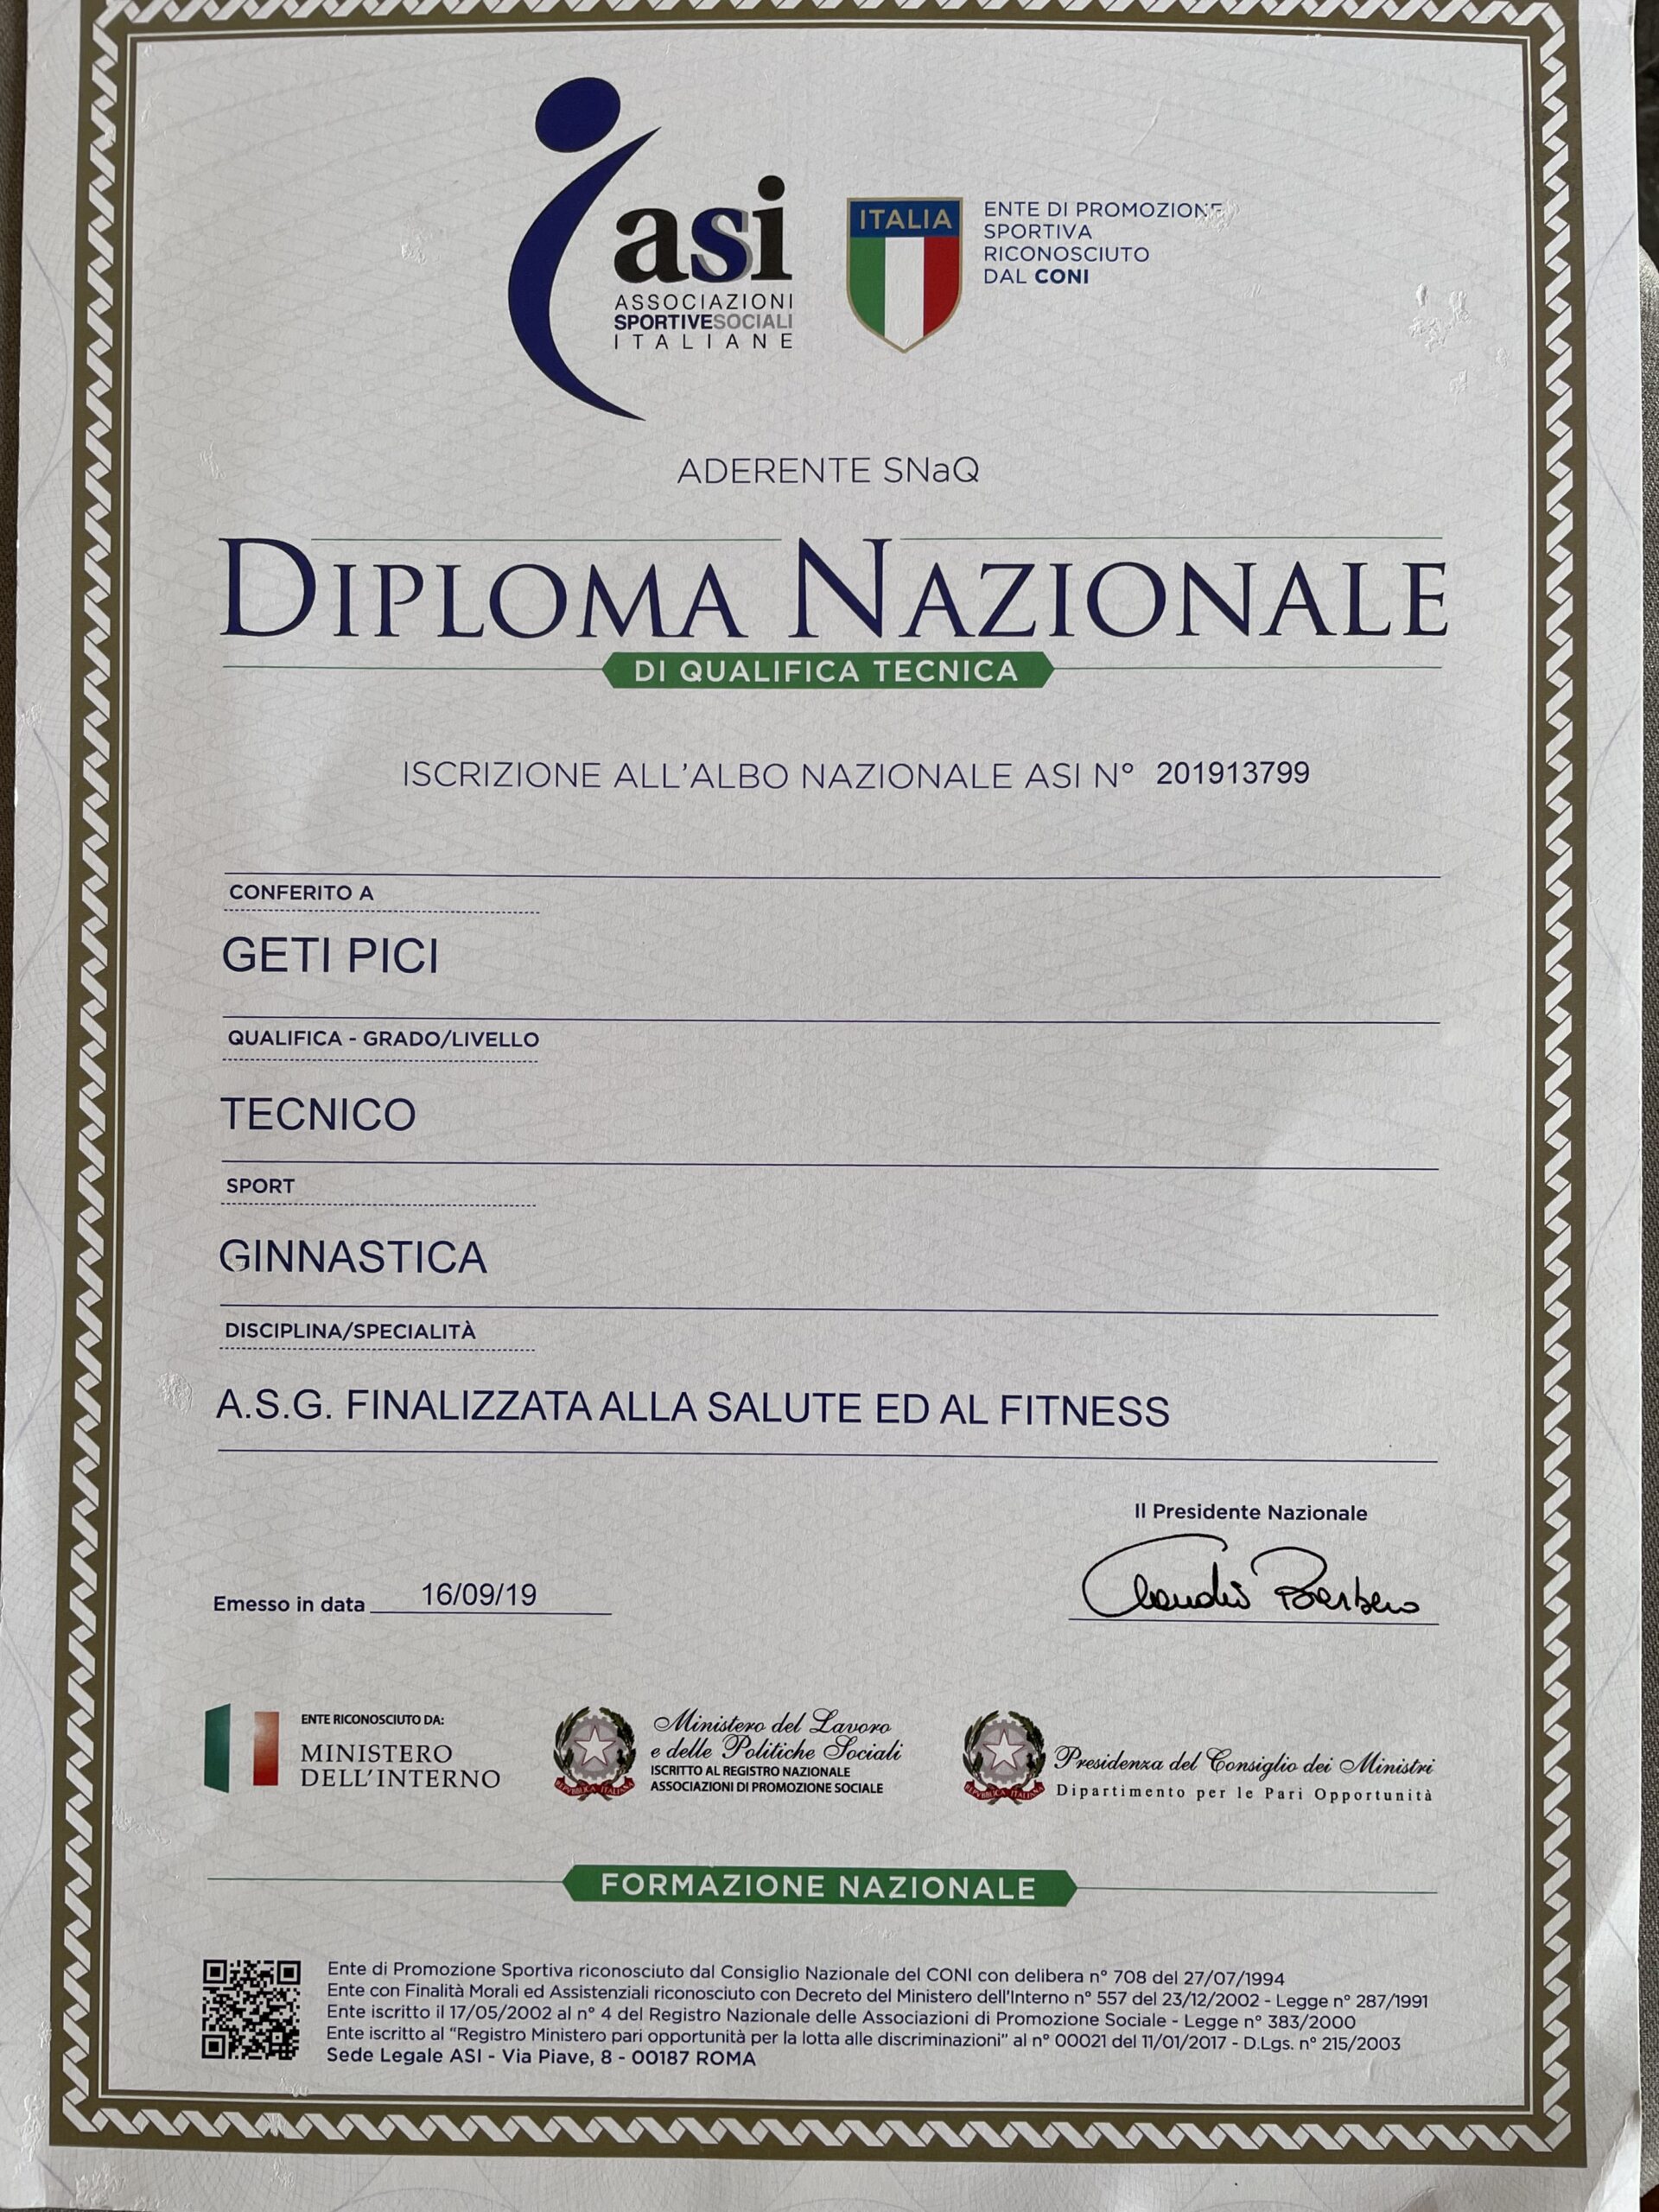 asi
ASSOCIAZIONI
SPORTIVESOCIALI
ITALIANE
ITALIA
ENTE DI PROMOZIONE
SPORTIVA
RICONOSCIUTO
DAL CONI
ADERENTE SNaQ
DIPLOMA NAZIONALE
DI QUALIFICA TECNICA
ISCRIZIONE ALL'ALBO NAZIONALE ASI N° 201913799
CONFERITO A
GETI PICI
QUALIFICA - GRADO/LIVELLO
TECNICO
SPORT
GINNASTICA
DISCIPLINA/SPECIALITÀ
A.S.G. FINALIZZATA ALLA SALUTE ED AL FITNESS
Il Presidente Nazionale
Claudio Barbaro
Emesso in data 16/09/19
ENTE RICONOSCIUTO DA:
MINISTERO
DELL'INTERNO
Ministero del Lavoro
e delle Politiche Sociali
ISCRITTO AL REGISTRO NAZIONALE
ASSOCIAZIONI DI PROMOZIONE SOCIALE
Presidenza del Consiglio dei Ministri
Dipartimento per le Pari Opportunità
FORMAZIONE NAZIONALE
Ente di Promozione Sportiva riconosciuto dal Consiglio Nazionale del CONI con delibera n° 708 del 27/07/1994
Ente con Finalità Morali ed Assistenziali riconosciuto con Decreto del Ministero dell'Interno n° 557 del 23/12/2002 - Legge n° 287/1991
Ente iscritto il 17/05/2002 al n° 4 del Registro Nazionale delle Associazioni di Promozione Sociale - Legge n° 383/2000
Ente iscritto al "Registro Ministero pari opportunità per la lotta alle discriminazioni" al n° 00021 del 11/01/2017 - D.Lgs. n° 215/2003
Sede Legale ASI - Via Piave, 8 - 00187 ROMA